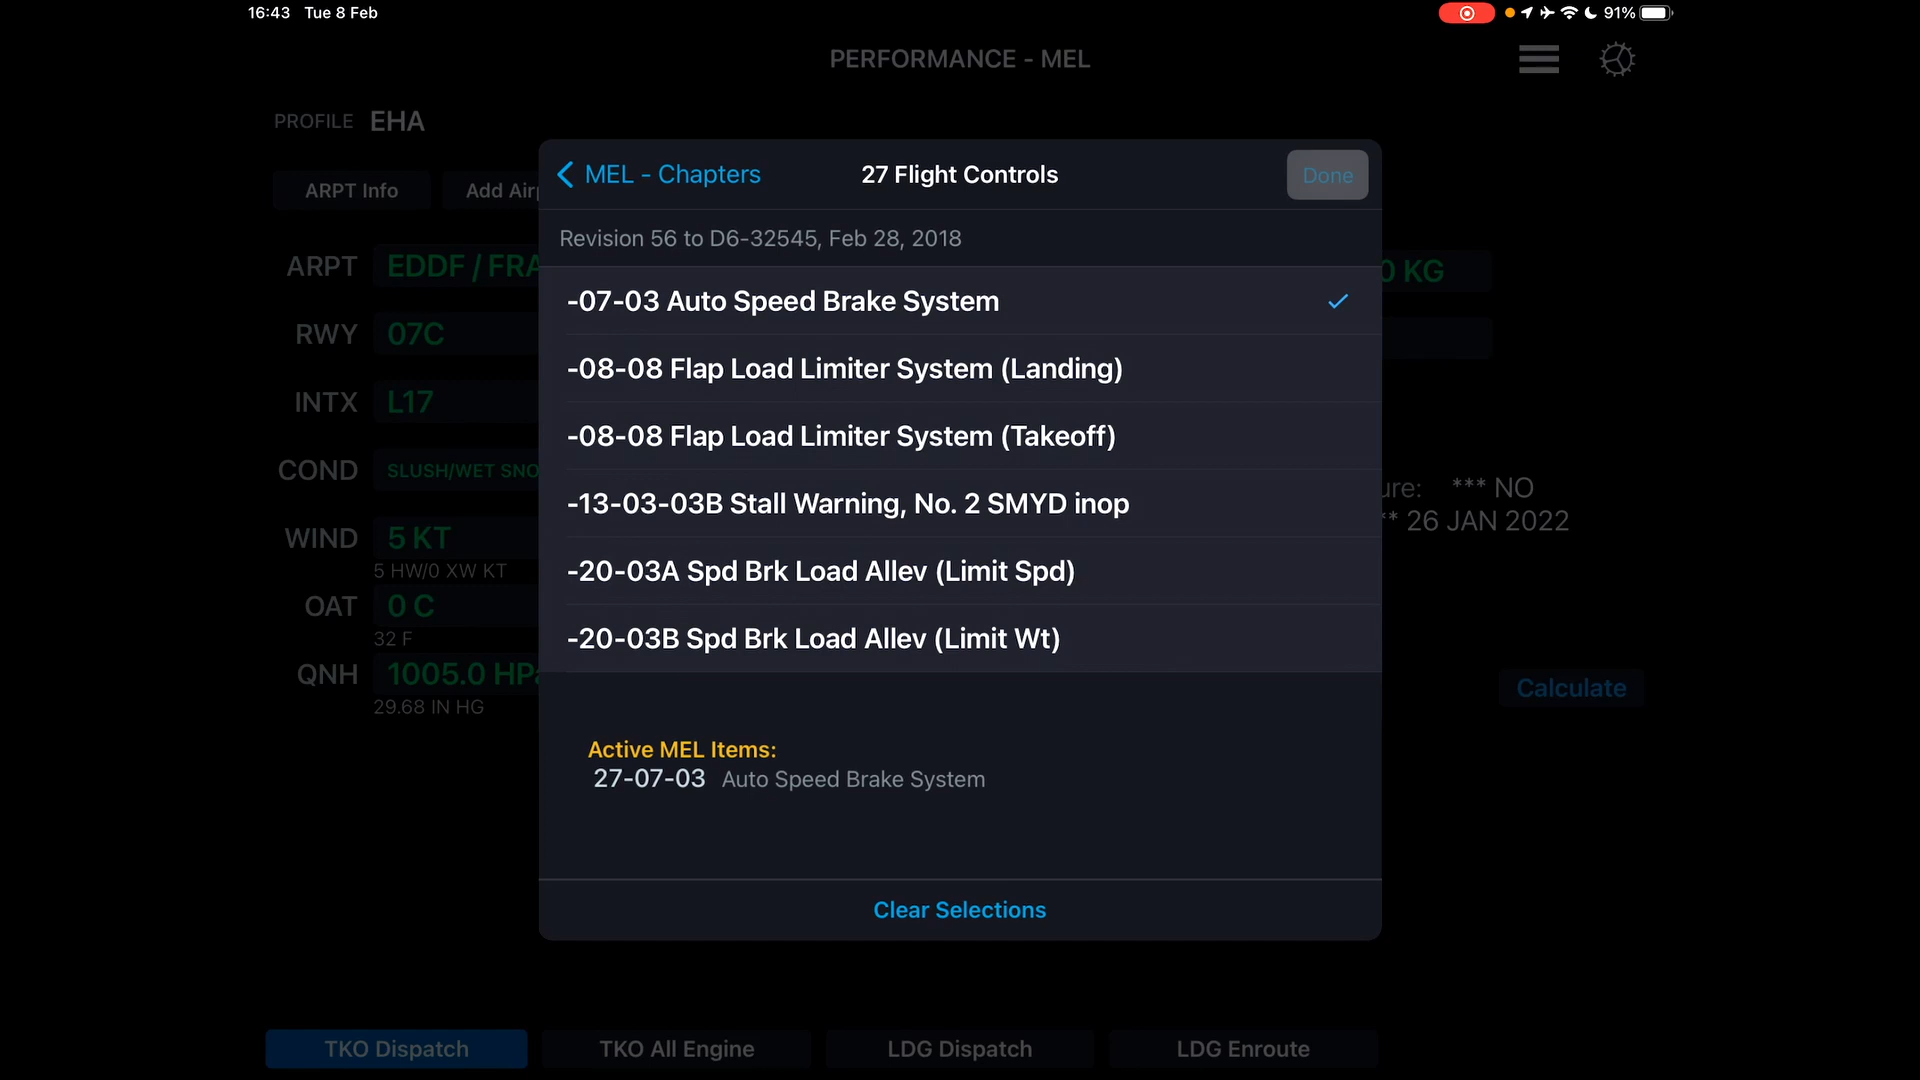 16:43 Tue 8 Feb
91%
PERFORMANCE - MEL
PROFILE EHA
ARPT Info
Add Airp
MEL - Chapters
27 Flight Controls
Done
Revision 56 to D6-32545, Feb 28, 2018
-07-03 Auto Speed Brake System
-08-08 Flap Load Limiter System (Landing)
-08-08 Flap Load Limiter System (Takeoff)
-13-03-03B Stall Warning, No. 2 SMYD inop
-20-03A Spd Brk Load Allev (Limit Spd)
-20-03B Spd Brk Load Allev (Limit Wt)
Active MEL Items:
27-07-03 Auto Speed Brake System
Clear Selections
ARPT EDDF / FRA
RWY 07C
INTX L17
COND SLUSH/WET SNO
WIND 5 KT
5 HW/0 XW KT
OAT 0 C
32 F
QNH 1005.0 HPa
29.68 IN HG
0 KG
ure: *** NO
** 26 JAN 2022
Calculate
TKO Dispatch
TKO All Engine
LDG Dispatch
LDG Enroute